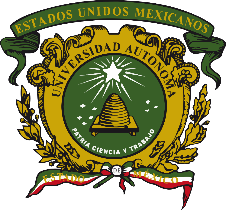 ESTADOS UNIDOS MEXICANOS
UNIVERSIDAD AUTONOMA
PATRIA CIENCIA Y TRABAJO